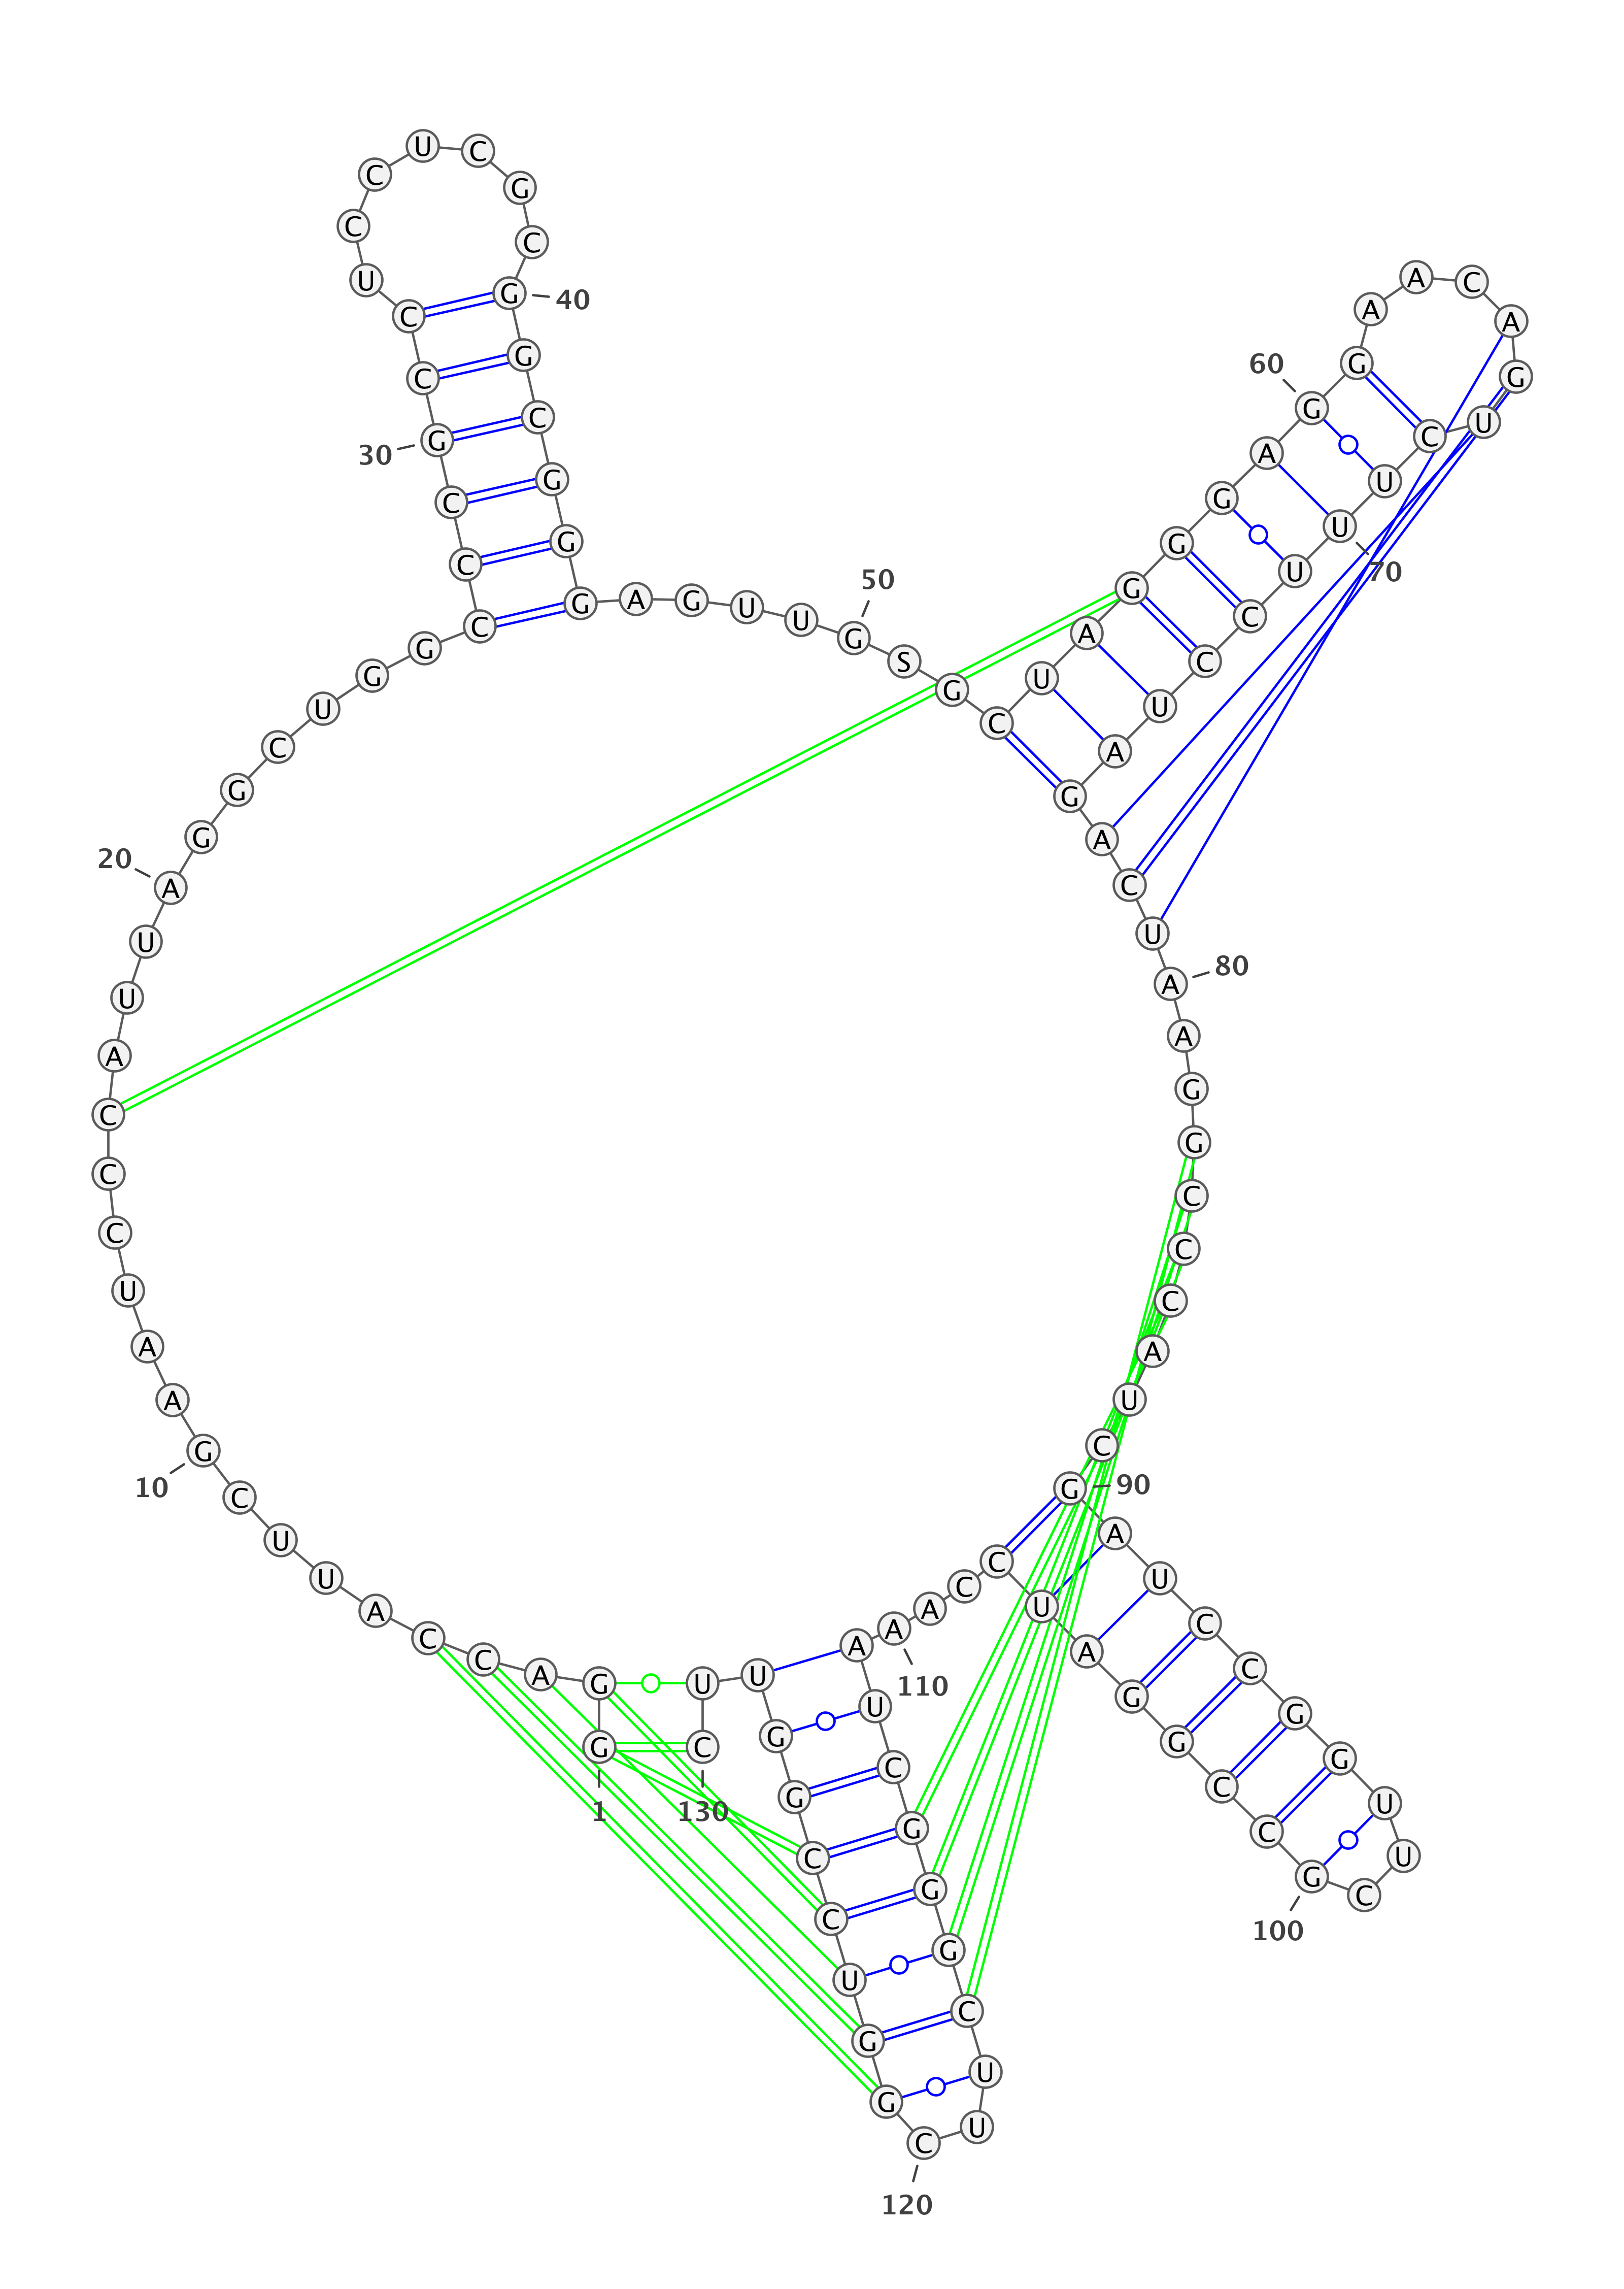 1
G
G A C C A U U C
10
G
A A U C C C A U U
20
A
G G C U G G C C C
30
G
C C U C C U C G C
40
G
G C G G G A G U U
50
G
S G C U A G G G A
60
G
G A A C A G U C U
70
U
U C C U A G A C U
80
A
A G G C C C A U C
90
G
A U C C G G U U C
100
G
C C G G A U C C A
110
A
A U C G G G C U U
120
C
G G U C C G G U U
130
C